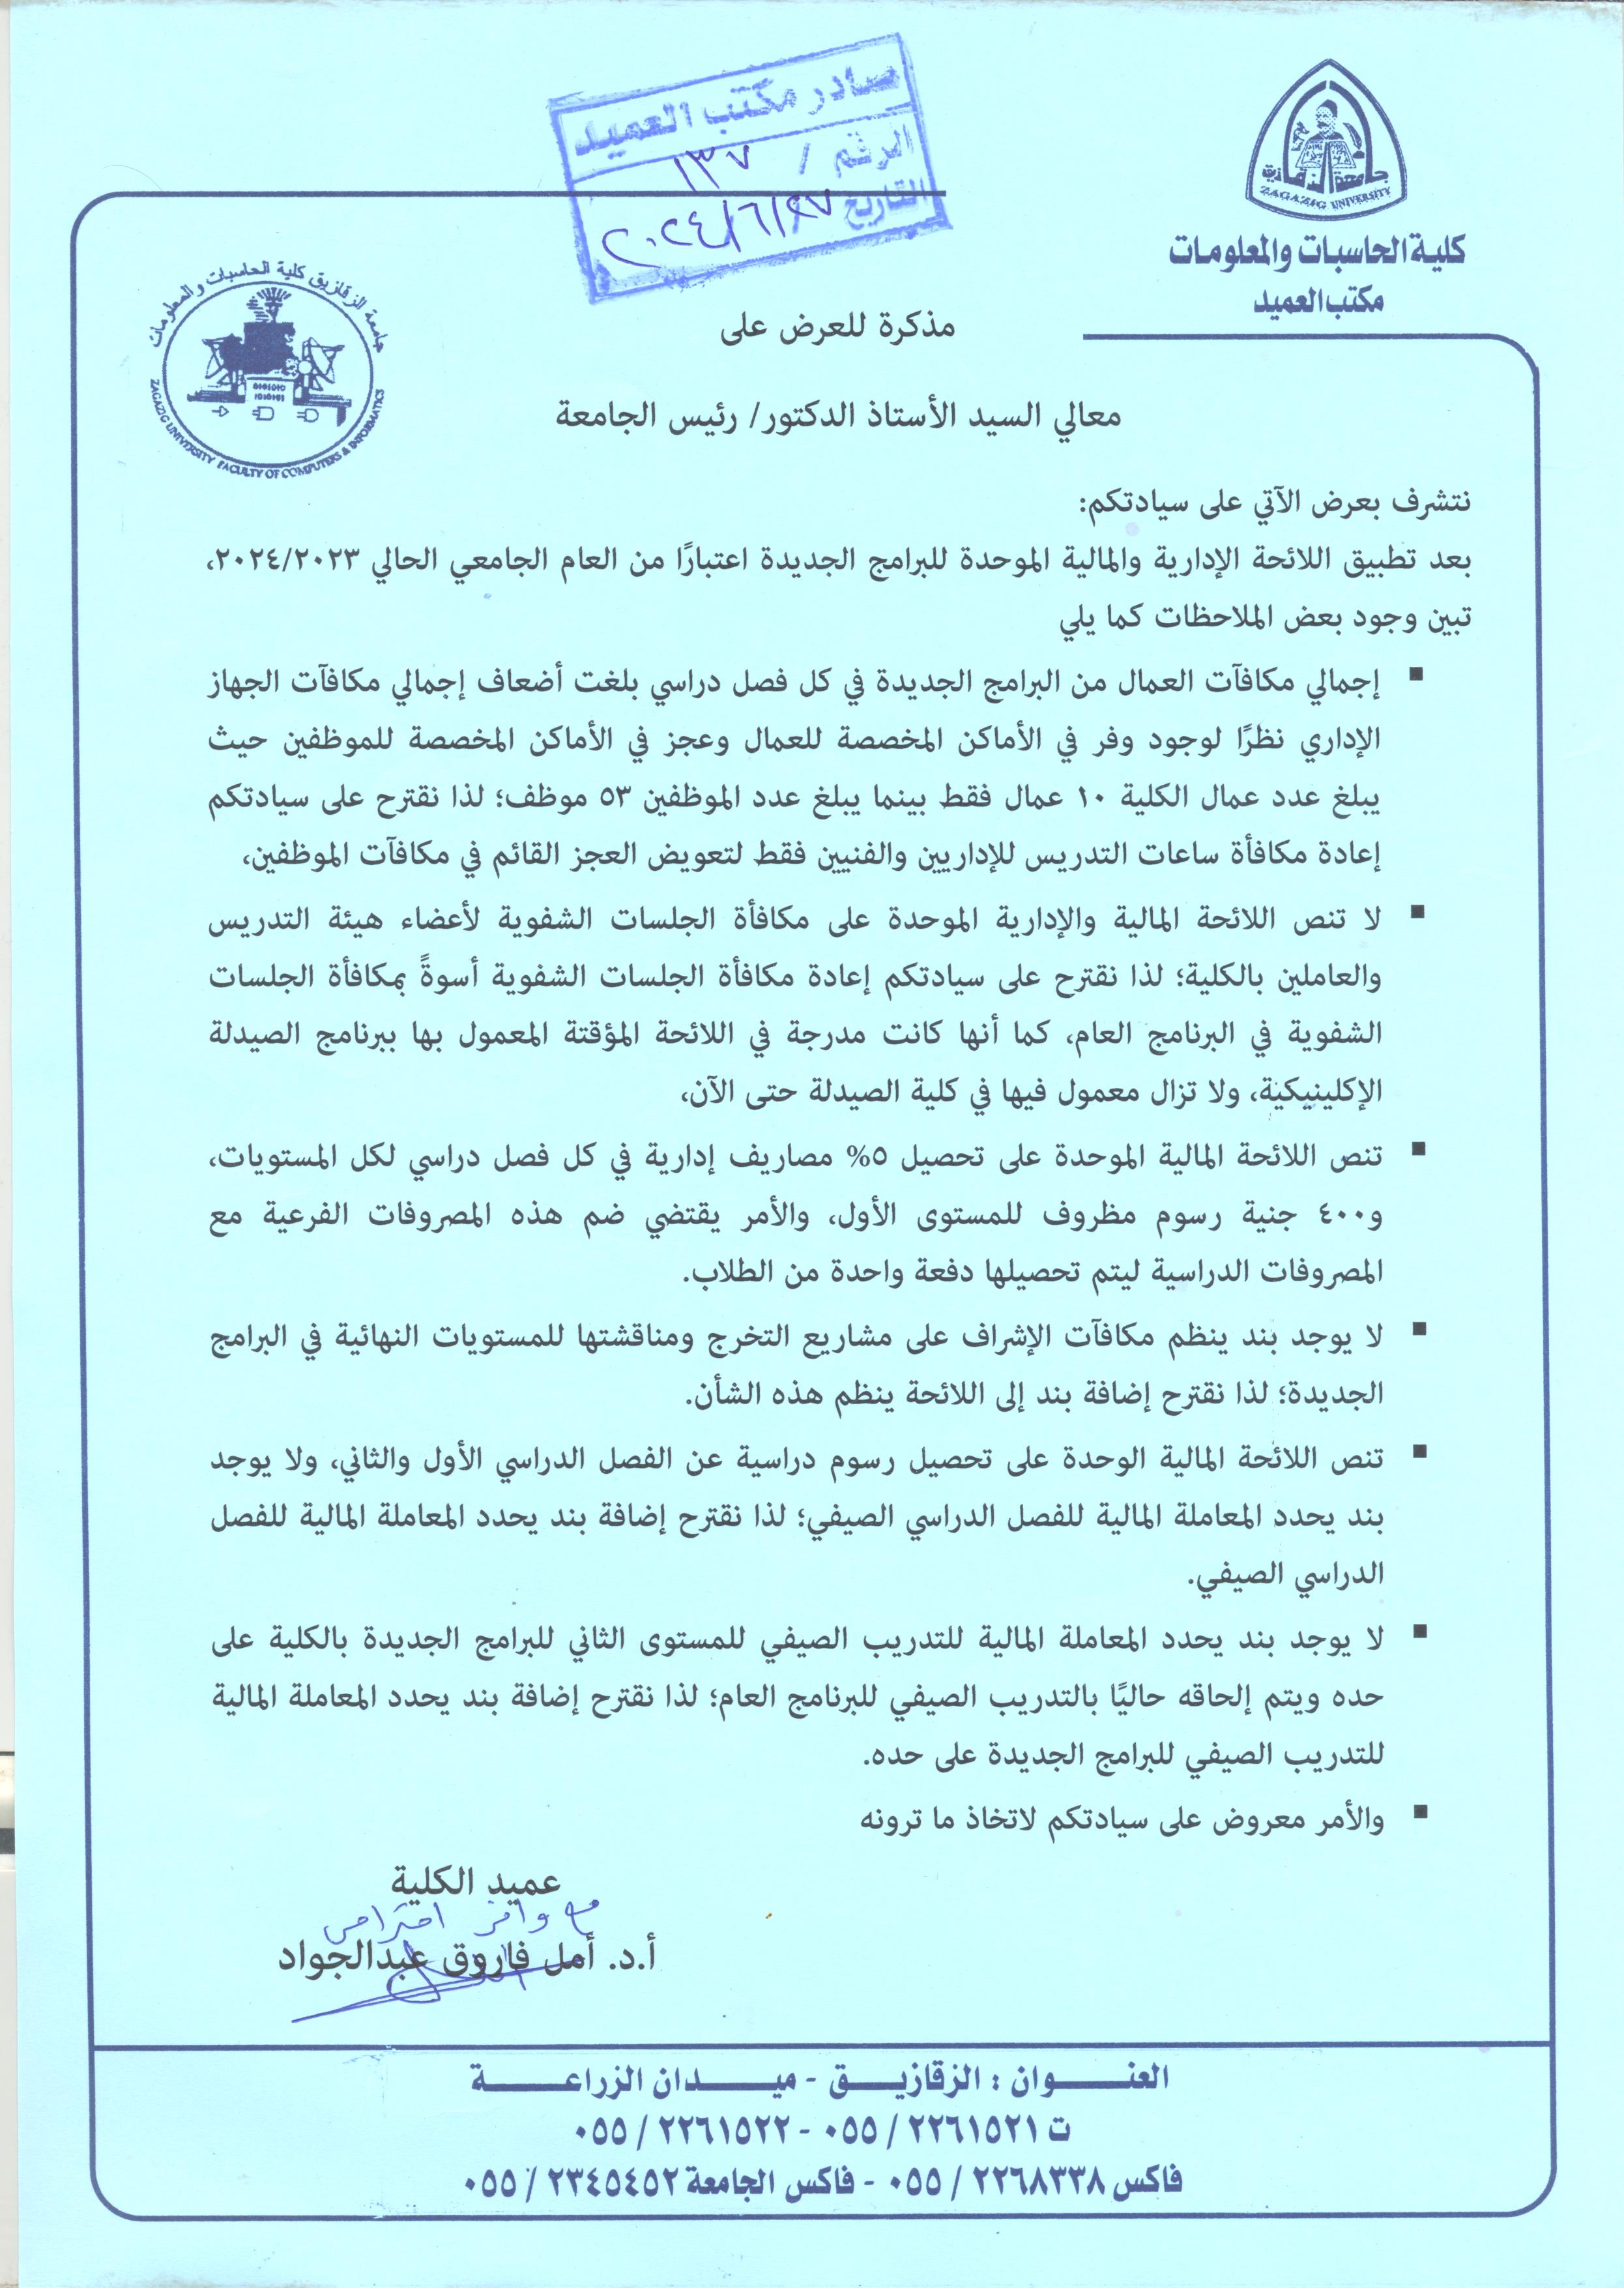 صادر مكتب العميد
الرقم / ١٣٧
التاريخ ٢٠٢٤/٦/٢٧
جامعة الزقازيق
ZAGAZIG UNIVERSITY
كلية الحاسبات والمعلومات
مكتب العميد
جامعة الزقازيق كلية الحاسبات والمعلومات
ZAGAZIG UNIVERSITY FACULTY OF COMPUTERS & INFORMATICS
مذكرة للعرض على
معالي السيد الأستاذ الدكتور/ رئيس الجامعة
نتشرف بعرض الآتي على سيادتكم:
بعد تطبيق اللائحة الإدارية والمالية الموحدة للبرامج الجديدة اعتبارًا من العام الجامعي الحالي ٢٠٢٤/٢٠٢٣،
تبين وجود بعض الملاحظات كما يلي
▪ إجمالي مكافآت العمال من البرامج الجديدة في كل فصل دراسي بلغت أضعاف إجمالي مكافآت الجهاز
الإداري نظرًا لوجود وفر في الأماكن المخصصة للعمال وعجز في الأماكن المخصصة للموظفين حيث
يبلغ عدد عمال الكلية ١٠ عمال فقط بينما يبلغ عدد الموظفين ٥٣ موظف؛ لذا نقترح على سيادتكم
إعادة مكافأة ساعات التدريس للإداريين والفنيين فقط لتعويض العجز القائم في مكافآت الموظفين،
▪ لا تنص اللائحة المالية والإدارية الموحدة على مكافأة الجلسات الشفوية لأعضاء هيئة التدريس
والعاملين بالكلية؛ لذا نقترح على سيادتكم إعادة مكافأة الجلسات الشفوية أسوةً بمكافأة الجلسات
الشفوية في البرنامج العام، كما أنها كانت مدرجة في اللائحة المؤقتة المعمول بها ببرنامج الصيدلة
الإكلينيكية، ولا تزال معمول فيها في كلية الصيدلة حتى الآن،
▪ تنص اللائحة المالية الموحدة على تحصيل ٥% مصاريف إدارية في كل فصل دراسي لكل المستويات،
و٤٠٠ جنية رسوم مظروف للمستوى الأول، والأمر يقتضي ضم هذه المصروفات الفرعية مع
المصروفات الدراسية ليتم تحصيلها دفعة واحدة من الطلاب.
▪ لا يوجد بند ينظم مكافآت الإشراف على مشاريع التخرج ومناقشتها للمستويات النهائية في البرامج
الجديدة؛ لذا نقترح إضافة بند إلى اللائحة ينظم هذه الشأن.
▪ تنص اللائحة المالية الوحدة على تحصيل رسوم دراسية عن الفصل الدراسي الأول والثاني، ولا يوجد
بند يحدد المعاملة المالية للفصل الدراسي الصيفي؛ لذا نقترح إضافة بند يحدد المعاملة المالية للفصل
الدراسي الصيفي.
▪ لا يوجد بند يحدد المعاملة المالية للتدريب الصيفي للمستوى الثاني للبرامج الجديدة بالكلية على
حده ويتم إلحاقه حاليًا بالتدريب الصيفي للبرنامج العام؛ لذا نقترح إضافة بند يحدد المعاملة المالية
للتدريب الصيفي للبرامج الجديدة على حده.
▪ والأمر معروض على سيادتكم لاتخاذ ما ترونه
عميد الكلية
مع وافر احترامى
أ.د. أمل فاروق عبدالجواد
العنـــــوان : الزقازيـــق - ميـــــدان الزراعـــــة
ت ٢٢٦١٥٢١ / ٠٥٥ - ٢٢٦١٥٢٢ / ٠٥٥
فاكس ٢٢٦٨٣٣٨ / ٠٥٥ - فاكس الجامعة ٢٣٤٥٤٥٢ / ٠٥٥